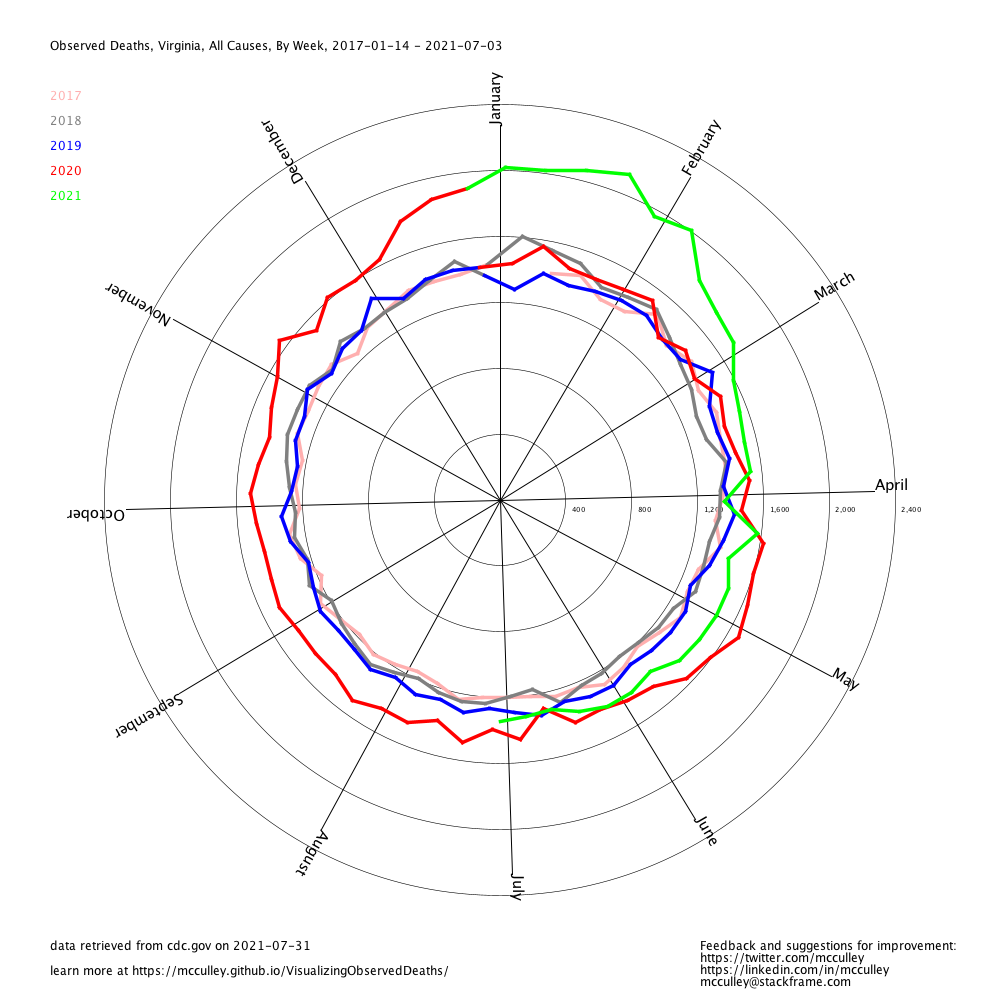 Observed Deaths, Virginia, All Causes, By Week, 2017-01-14 - 2021-07-03
2017
2018
2019
2020
2021
January
February
March
April
May
June
July
August
September
October
November
December
400
800
1,200
1,600
2,000
2,400
data retrieved from cdc.gov on 2021-07-31
learn more at https://mcculley.github.io/VisualizingObservedDeaths/
Feedback and suggestions for improvement:
https://twitter.com/mcculley
https://linkedin.com/in/mcculley
mcculley@stackframe.com